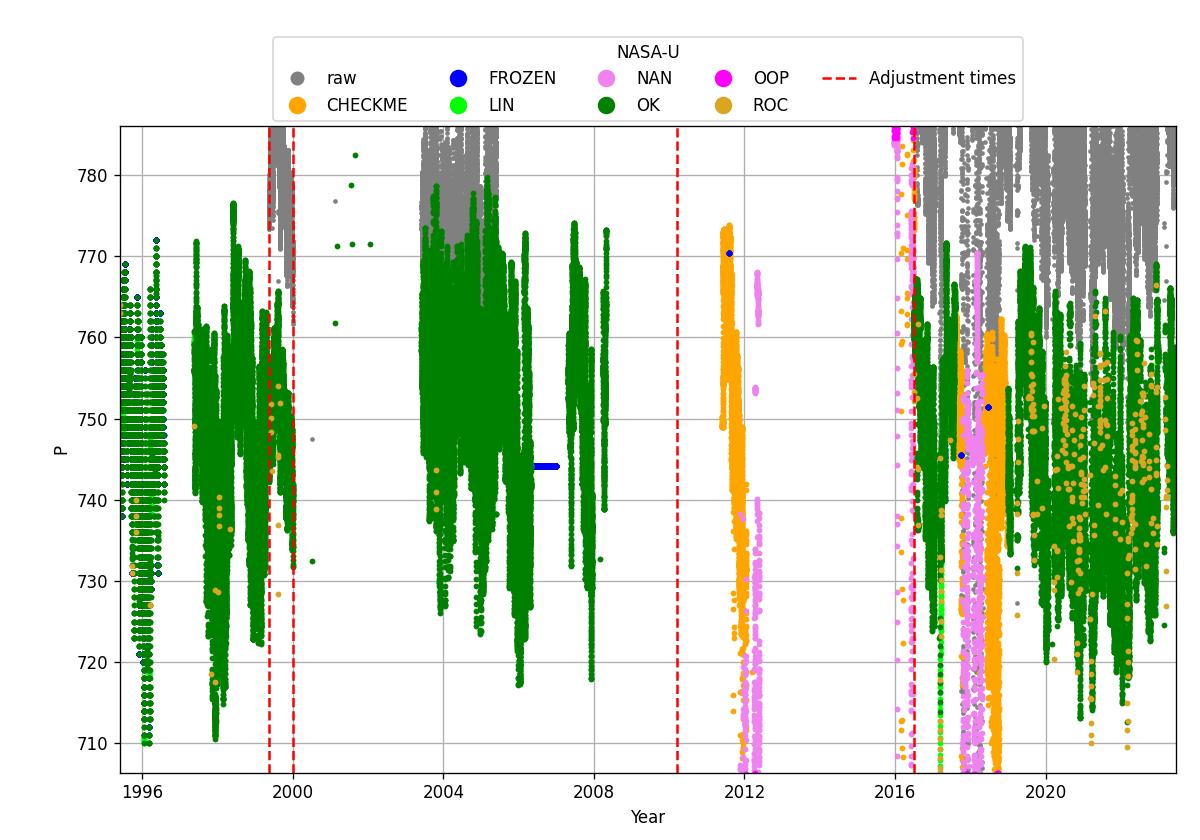 NASA-U
raw FROZEN NAN OOP Adjustment times
CHECKME LIN OK ROC
780
770
760
750
740
730
720
710
P
1996 2000 2004 2008 2012 2016 2020
Year